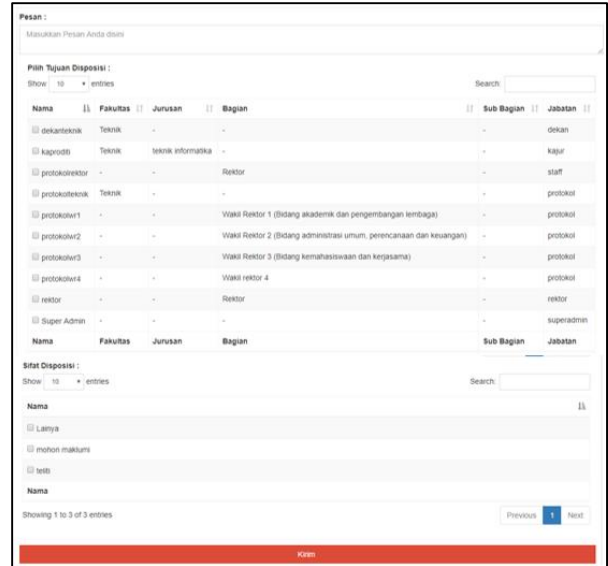 Pesan :
Masukkan Pesan Anda disini
Pilih Tujuan Disposisi :
Show 10 entries Search:
Nama Fakultas Jurusan Bagian Sub Bagian Jabatan
dekanteknik Teknik - - - dekan
kaproditi Teknik teknik informatika - - kajur
protokolrektor - - Rektor - staff
protokolteknik Teknik - - - protokol
protokolwr1 - - Wakil Rektor 1 (Bidang akademik dan pengembangan lembaga) - protokol
protokolwr2 - - Wakil Rektor 2 (Bidang administrasi umum, perencanaan dan keuangan) - protokol
protokolwr3 - - Wakil Rektor 3 (Bidang kemahasiswaan dan kerjasama) - protokol
protokolwr4 - - Wakil rektor 4 - protokol
rektor - - Rektor - rektor
Super Admin - - - - superadmin
Nama Fakultas Jurusan Bagian Sub Bagian Jabatan
Sifat Disposisi :
Show 10 entries Search:
Nama
Lainya
mohon maklumi
teliti
Nama
Showing 1 to 3 of 3 entries Previous 1 Next
Kirim